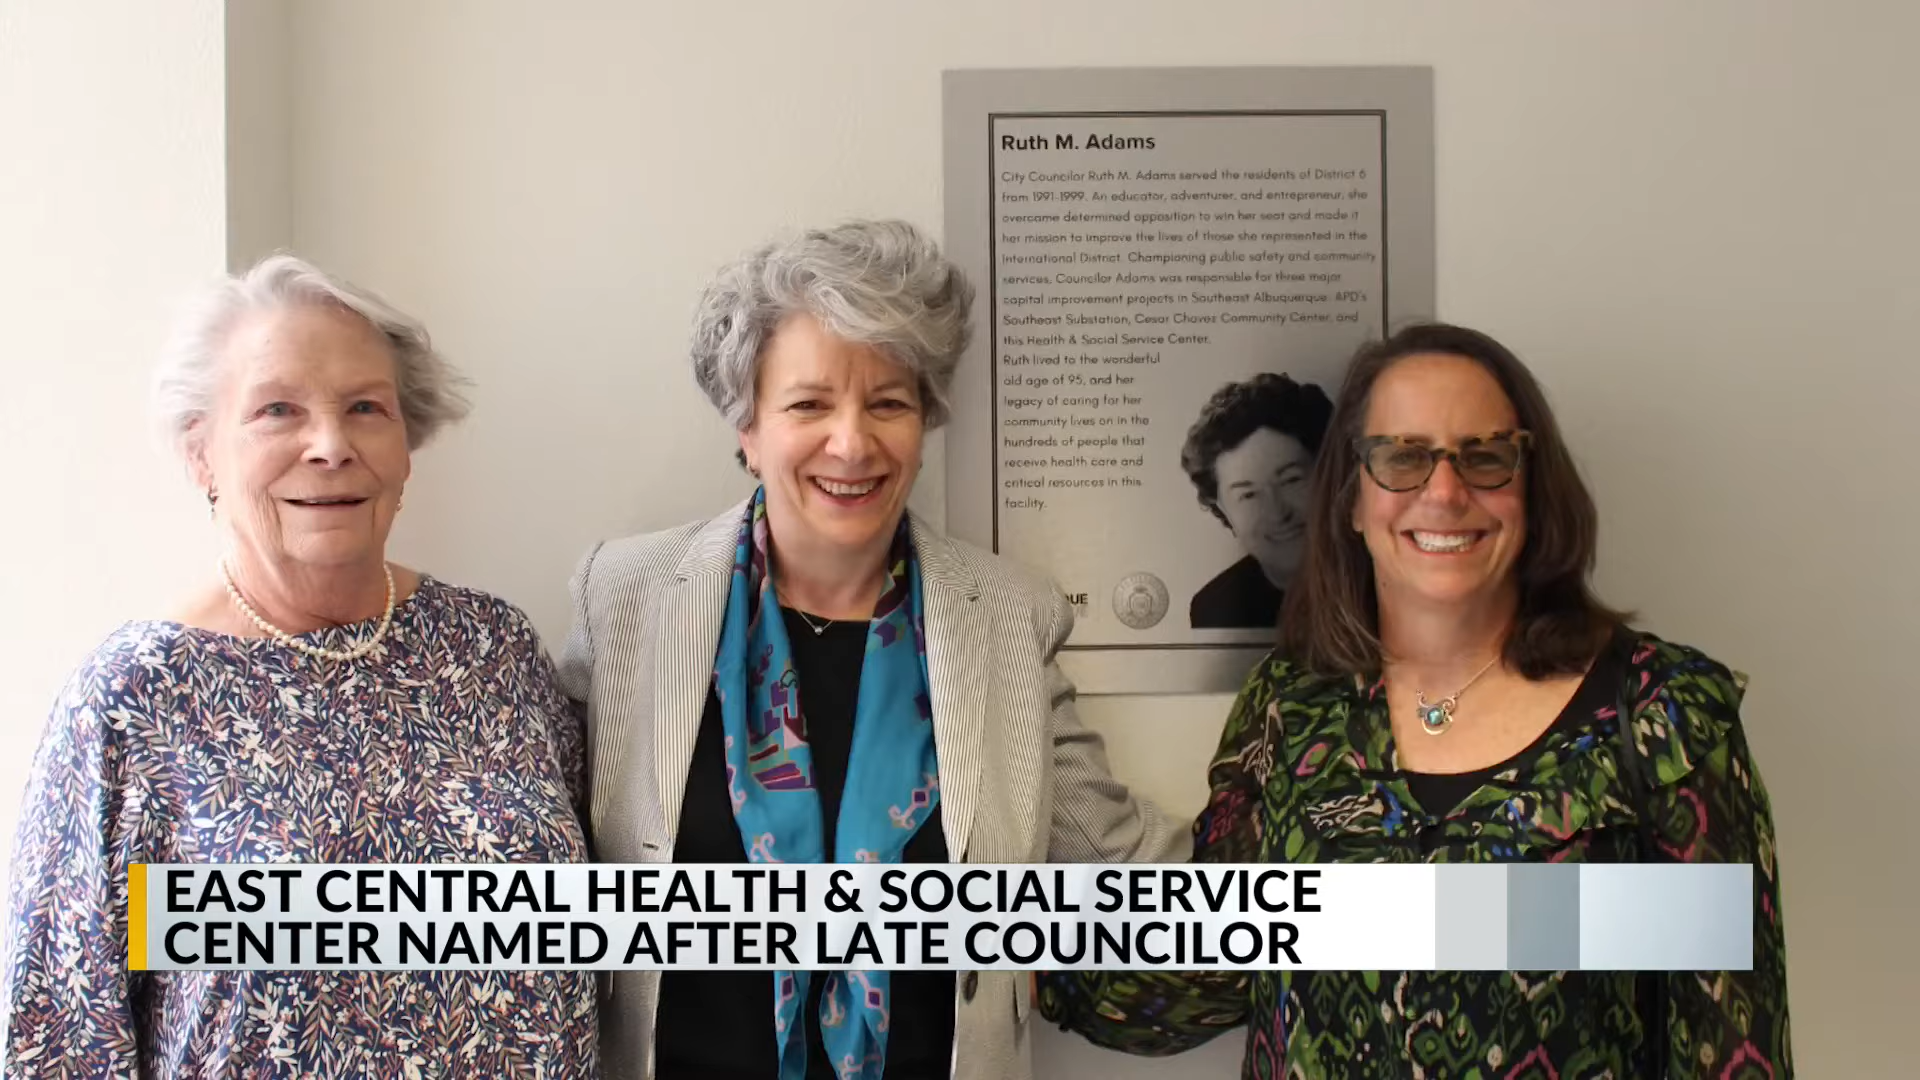 Ruth M. Adams
City Councilor Ruth M. Adams served the residents of District 6
from 1991-1999. An educator, adventurer, and entrepreneur, she
overcame determined opposition to win her seat and made it
her mission to improve the lives of those she represented in the
International District. Championing public safety and community
services, Councilor Adams was responsible for three major
capital improvement projects in Southeast Albuquerque: APD's
Southeast Substation, Cesar Chavez Community Center, and
this Health & Social Service Center.
Ruth lived to the wonderful
old age of 95, and her
legacy of caring for her
community lives on in the
hundreds of people that
receive health care and
critical resources in this
facility.
QUE
EAST CENTRAL HEALTH & SOCIAL SERVICE
CENTER NAMED AFTER LATE COUNCILOR